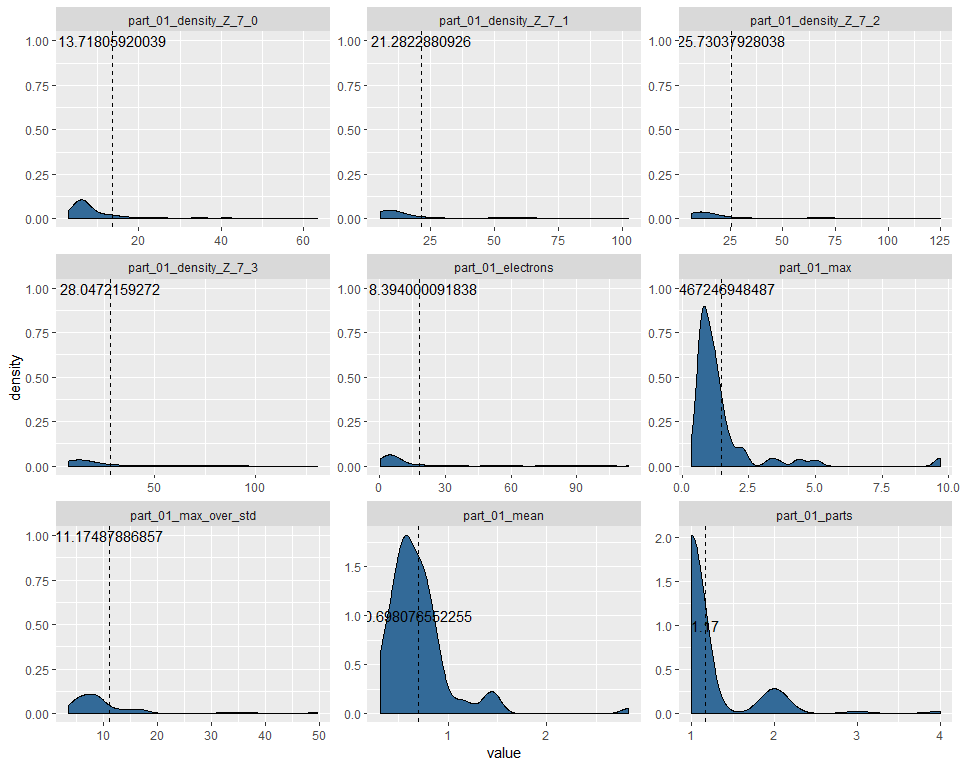 part_01_density_Z_7_0 part_01_density_Z_7_1 part_01_density_Z_7_2
1.00 13.71805920039 1.00 21.2822880926 1.00 25.73037928038
0.75 0.75 0.75
0.50 0.50 0.50
0.25 0.25 0.25
0.00 0.00 0.00
20 40 60 25 50 75 100 25 50 75 100 125
part_01_density_Z_7_3 part_01_electrons part_01_max
1.00 28.0472159272 1.00 8.394000091838 1.00 467246948487
0.75 0.75 0.75
0.50 0.50 0.50
0.25 0.25 0.25
0.00 0.00 0.00
50 100 0 30 60 90 0.0 2.5 5.0 7.5 10.0
density
part_01_max_over_std part_01_mean part_01_parts
1.00 11.17487886857 1.5 2.0
0.75 1.0 0.698076552255 1.5
0.50 0.5 1.0 1.17
0.25 0.0 0.5
0.00 0.0
10 20 30 40 50 1 2 1 2 3 4
value